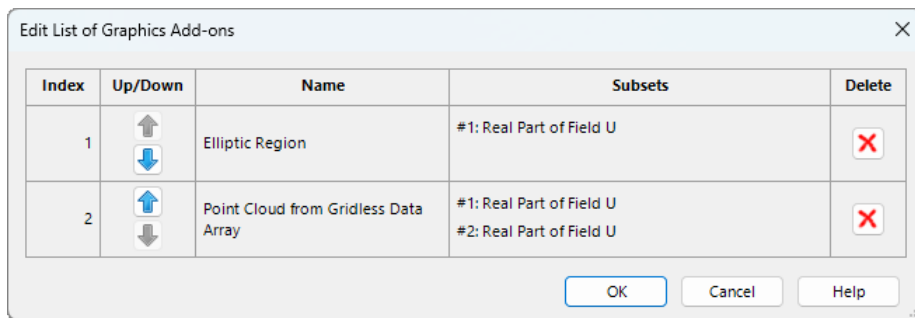 Edit List of Graphics Add-ons
Index Up/Down Name Subsets Delete
1 Elliptic Region #1: Real Part of Field U
2 Point Cloud from Gridless Data Array #1: Real Part of Field U
#2: Real Part of Field U
OK Cancel Help